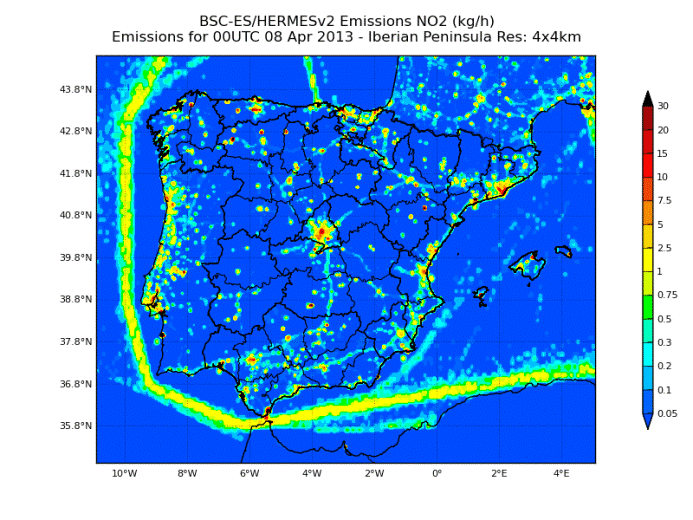 BSC-ES/HERMESv2 Emissions NO2 (kg/h)
Emissions for 00UTC 08 Apr 2013 - Iberian Peninsula Res: 4x4km
43.8°N
42.8°N
41.8°N
40.8°N
39.8°N
38.8°N
37.8°N
36.8°N
35.8°N
10°W 8°W 6°W 4°W 2°W 0° 2°E 4°E
30
20
15
10
7.5
5
2.5
1
0.75
0.5
0.3
0.2
0.1
0.05